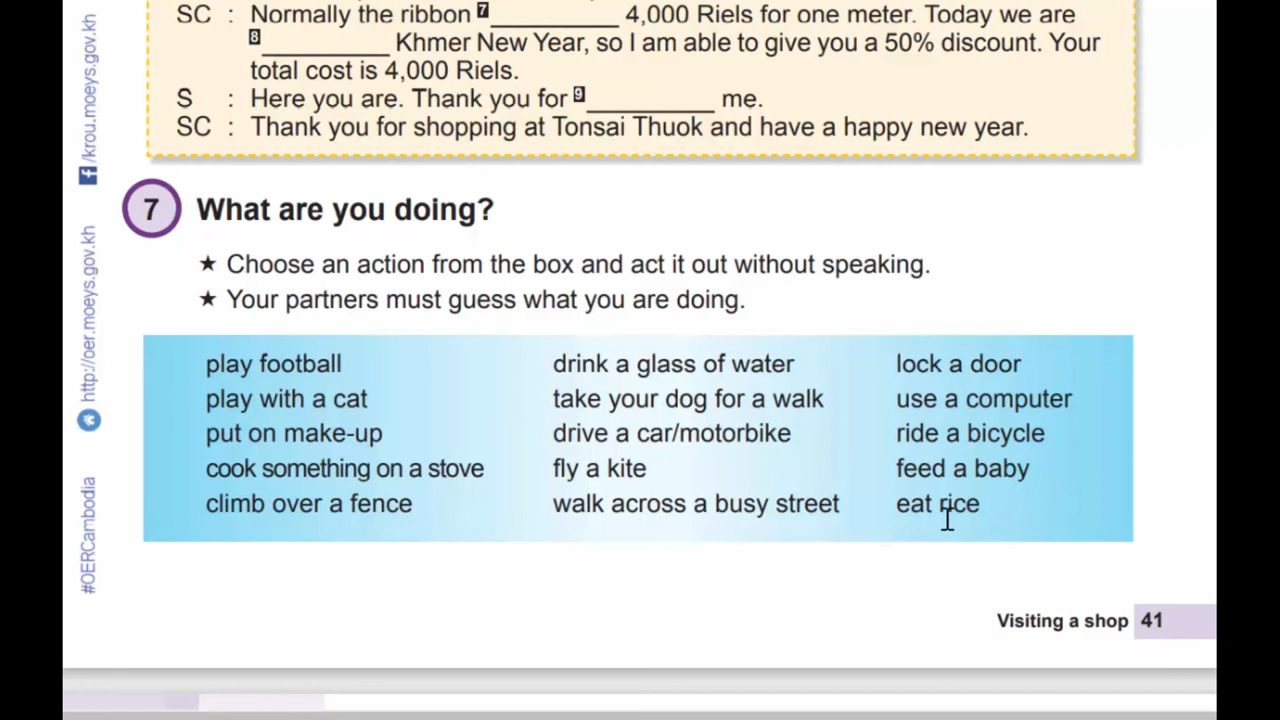 SC : Normally the ribbon 7 _________ 4,000 Riels for one meter. Today we are
8 _________ Khmer New Year, so I am able to give you a 50% discount. Your
total cost is 4,000 Riels.
S : Here you are. Thank you for 9 _________ me.
SC : Thank you for shopping at Tonsai Thuok and have a happy new year.
7 What are you doing?
★ Choose an action from the box and act it out without speaking.
★ Your partners must guess what you are doing.
play football drink a glass of water lock a door
play with a cat take your dog for a walk use a computer
put on make-up drive a car/motorbike ride a bicycle
cook something on a stove fly a kite feed a baby
climb over a fence walk across a busy street eat rice
Visiting a shop 41
/krou.moeys.gov.kh
http://oer.moeys.gov.kh
#OERCambodia